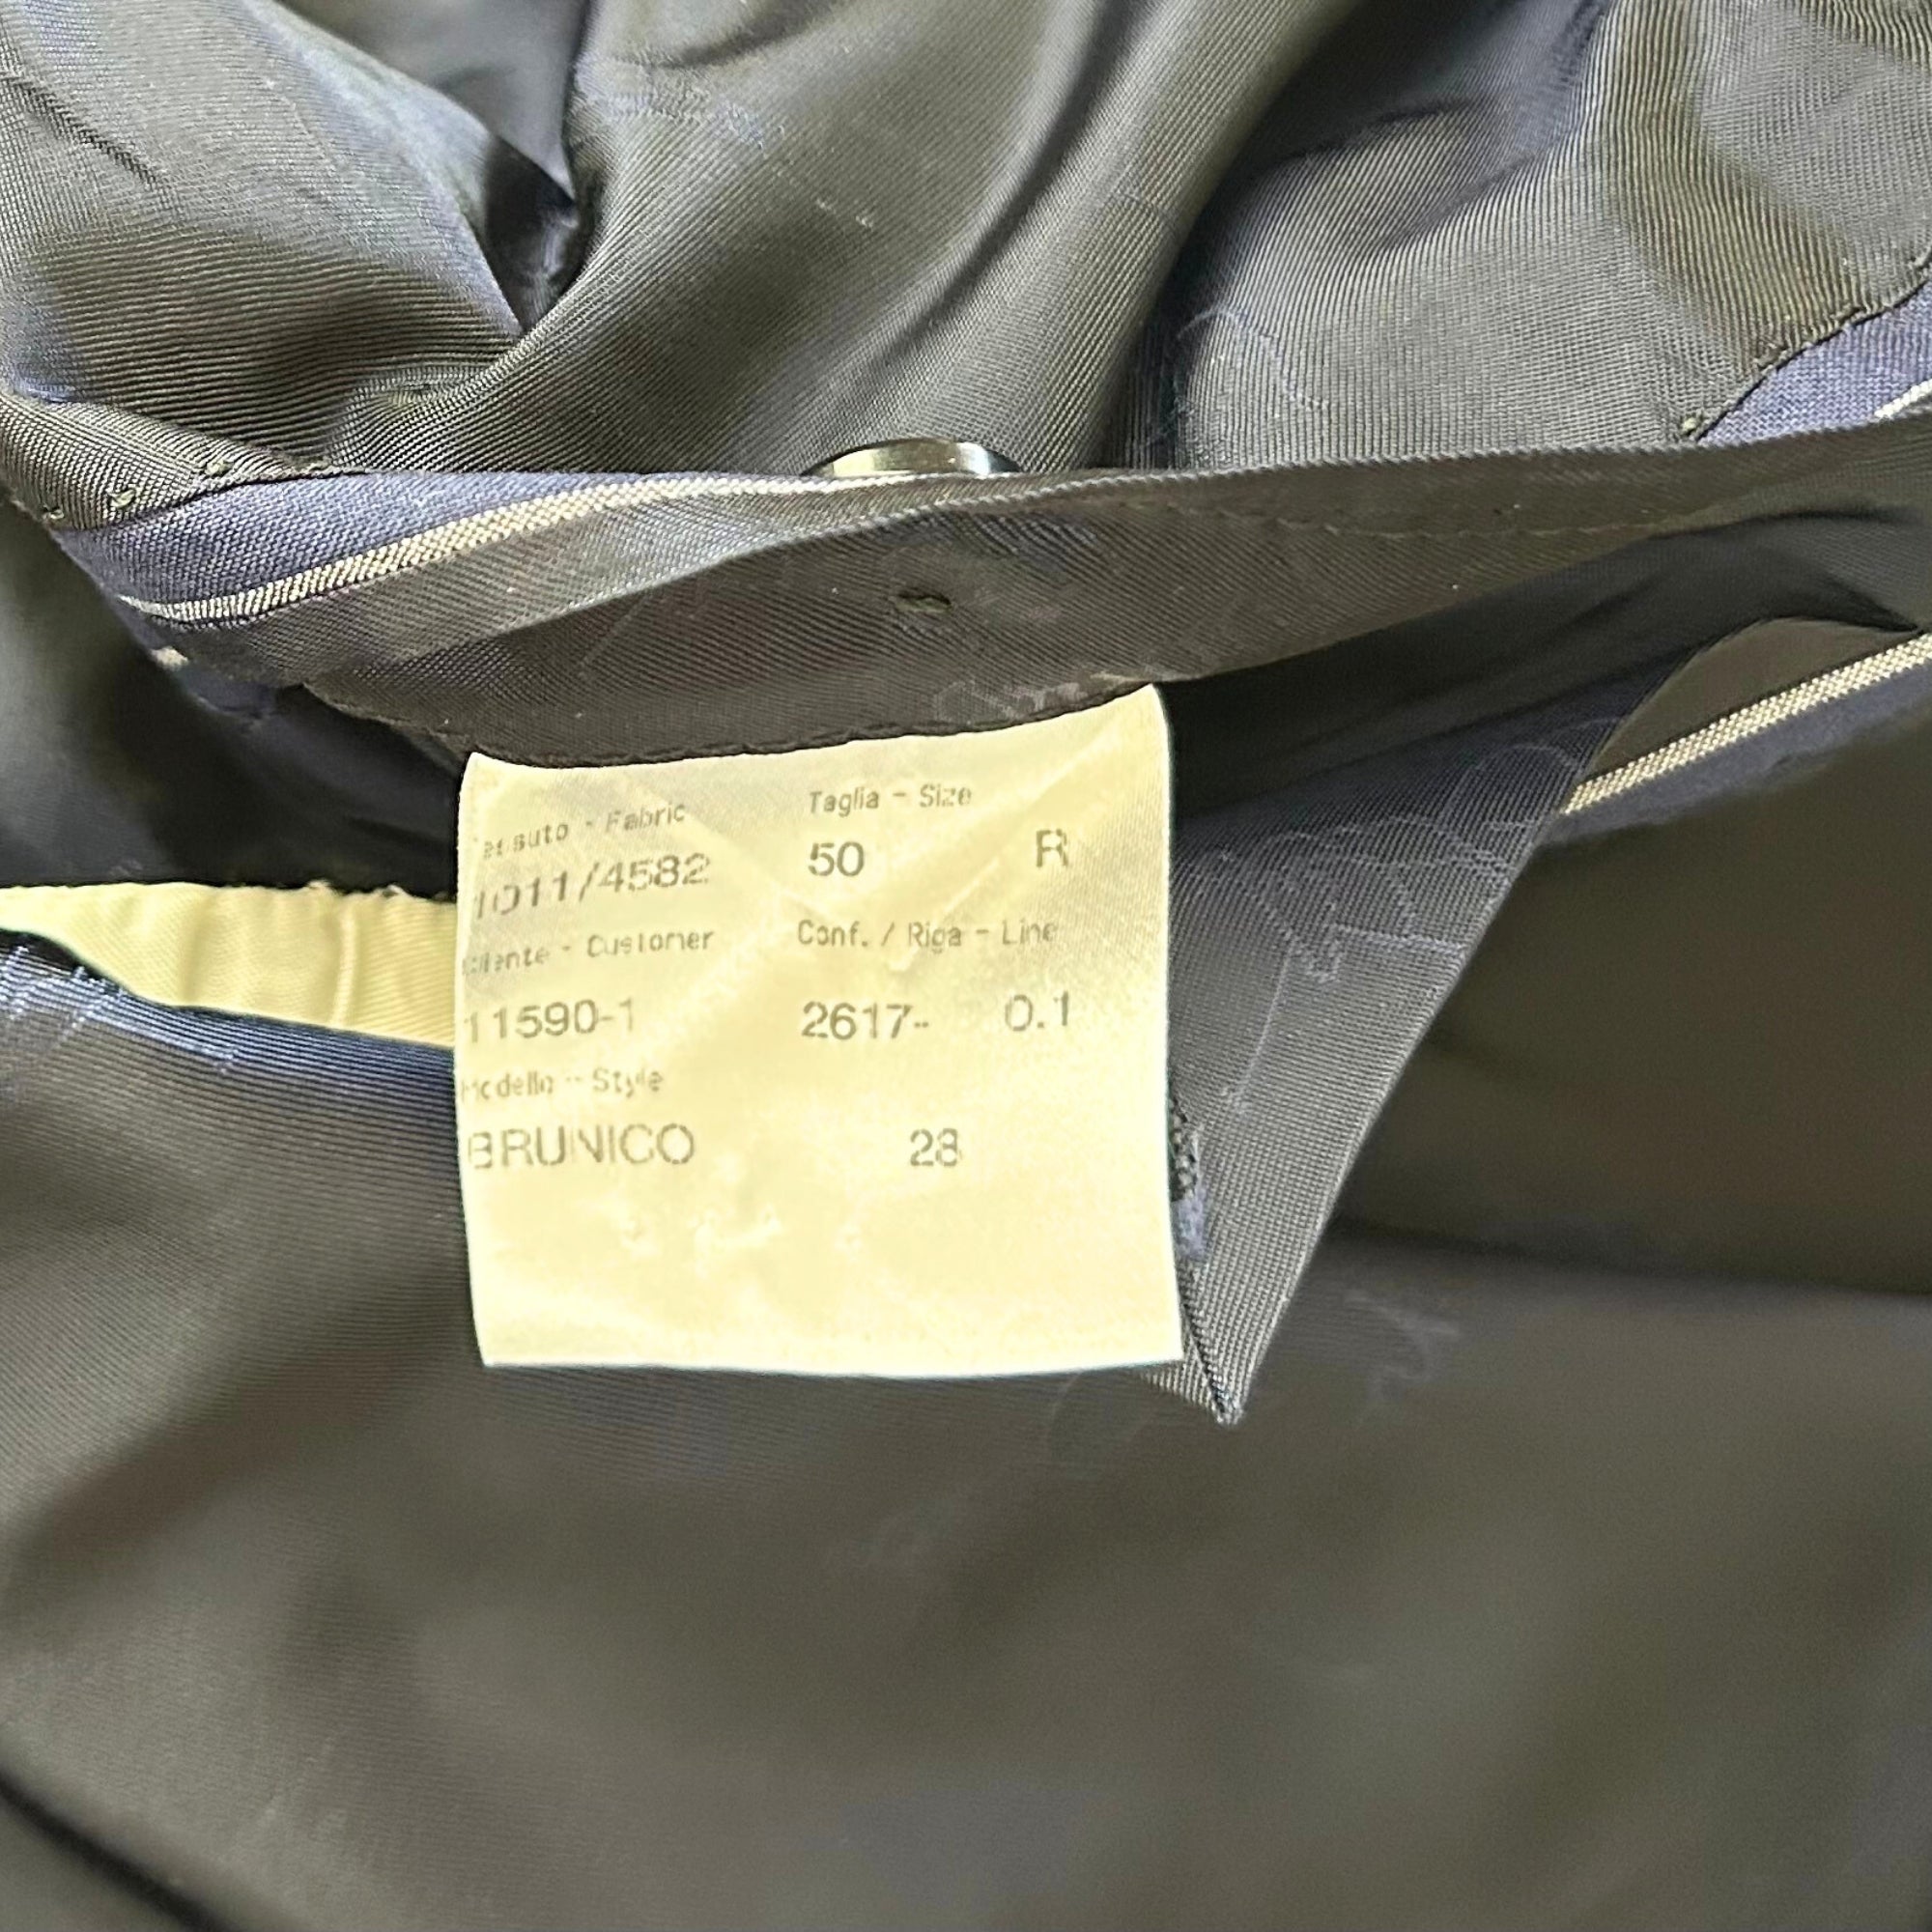 Tessuto - Fabric Taglia - Size
1011/4582 50 R
Cliente - Customer Conf. / Riga - Line
11590-1 2617- 0.1
Modello - Style
BRUNICO 28